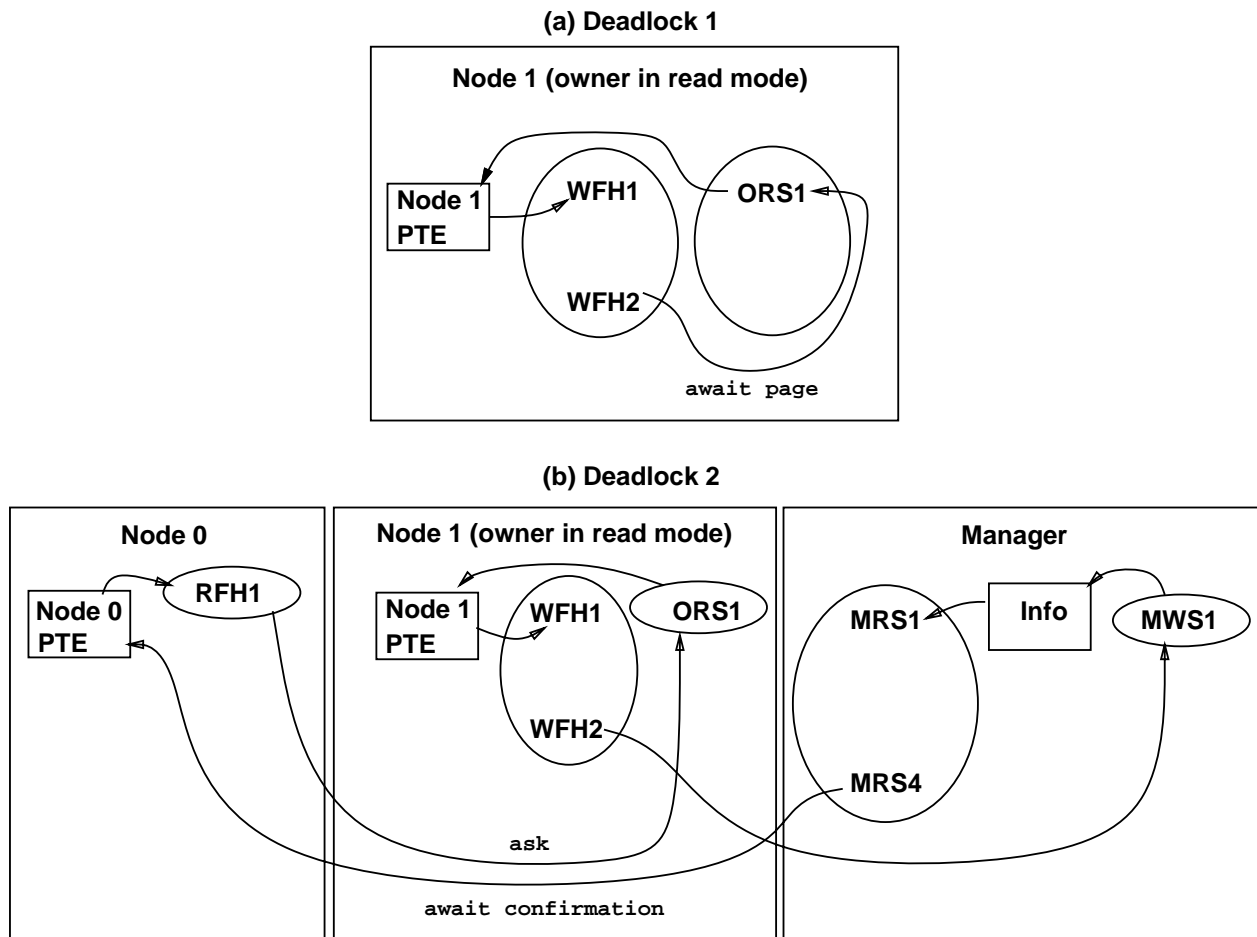 (a) Deadlock 1
Node 1 (owner in read mode)
Node 1
PTE
WFH1
ORS1
WFH2
await page
(b) Deadlock 2
Node 0
Node 0
PTE
RFH1
Node 1 (owner in read mode)
Node 1
PTE
WFH1
ORS1
WFH2
ask
await confirmation
Manager
MRS1
Info
MWS1
MRS4